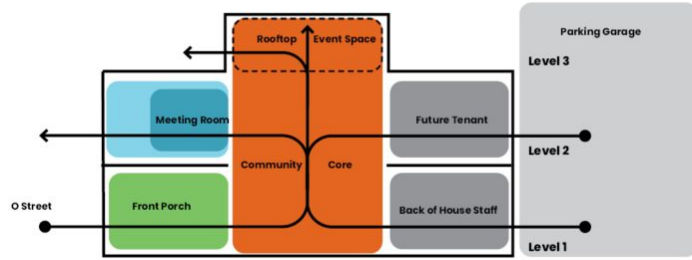 Parking Garage
Rooftop Event Space
Level 3
Meeting Room
Future Tenant
Level 2
Community Core
O Street
Front Porch
Back of House Staff
Level 1